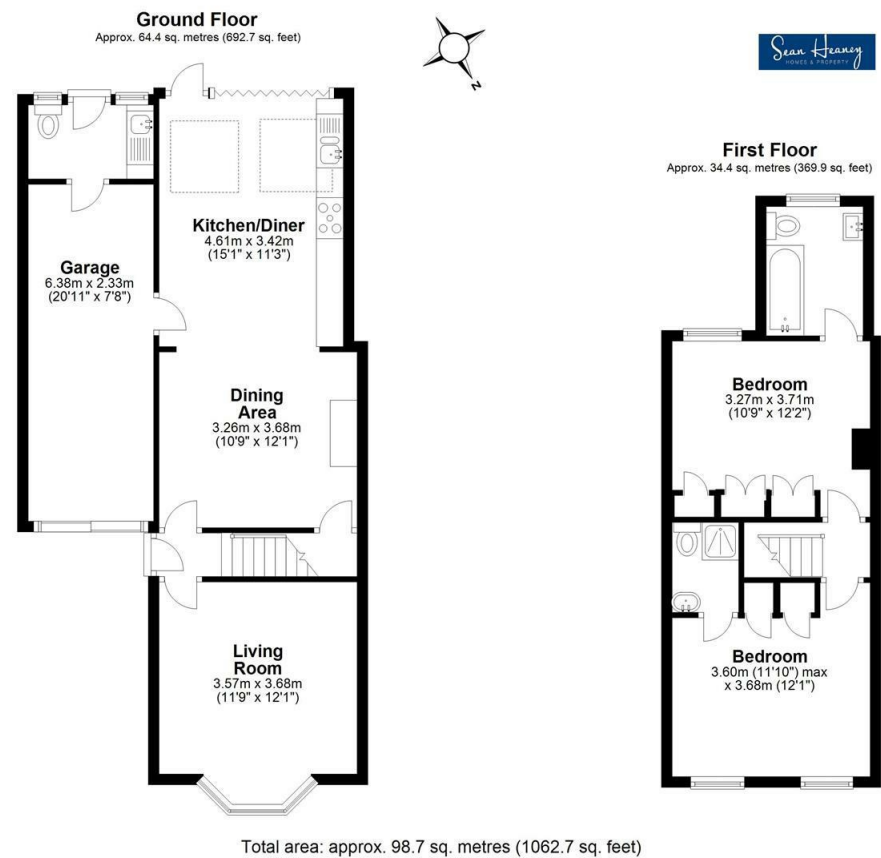 Ground Floor
Approx. 64.4 sq. metres (692.7 sq. feet)
N
Sean Heaney
HOMES & PROPERTY
Kitchen/Diner
4.61m x 3.42m
(15'1" x 11'3")
Garage
6.38m x 2.33m
(20'11" x 7'8")
Dining
Area
3.26m x 3.68m
(10'9" x 12'1")
Living
Room
3.57m x 3.68m
(11'9" x 12'1")
First Floor
Approx. 34.4 sq. metres (369.9 sq. feet)
Bedroom
3.27m x 3.71m
(10'9" x 12'2")
Bedroom
3.60m (11'10") max
x 3.68m (12'1")
Total area: approx. 98.7 sq. metres (1062.7 sq. feet)